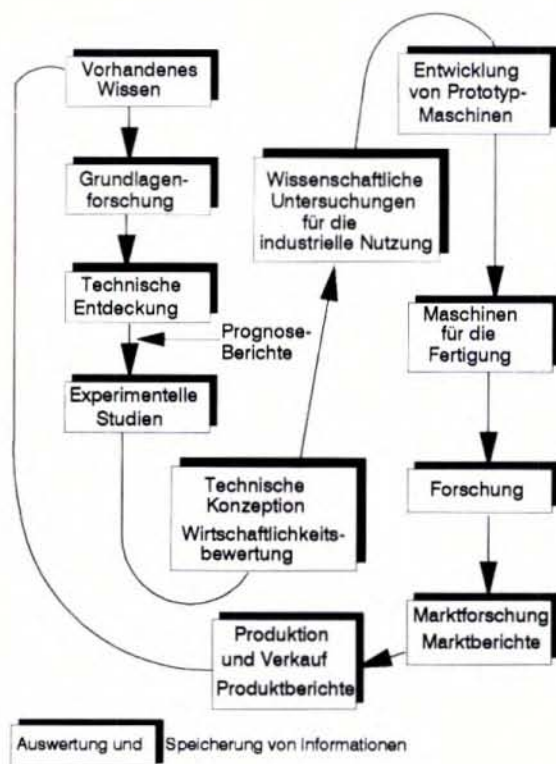 Vorhandenes
Wissen
Grundlagen-
forschung
Technische
Entdeckung
Prognose-
Berichte
Experimentelle
Studien
Technische
Konzeption
Wirtschaftlichkeits-
bewertung
Wissenschaftliche
Untersuchungen
für die
industrielle Nutzung
Entwicklung
von Prototyp-
Maschinen
Maschinen
für die
Fertigung
Forschung
Marktforschung
Marktberichte
Produktion
und Verkauf
Produktberichte
Auswertung und Speicherung von Informationen